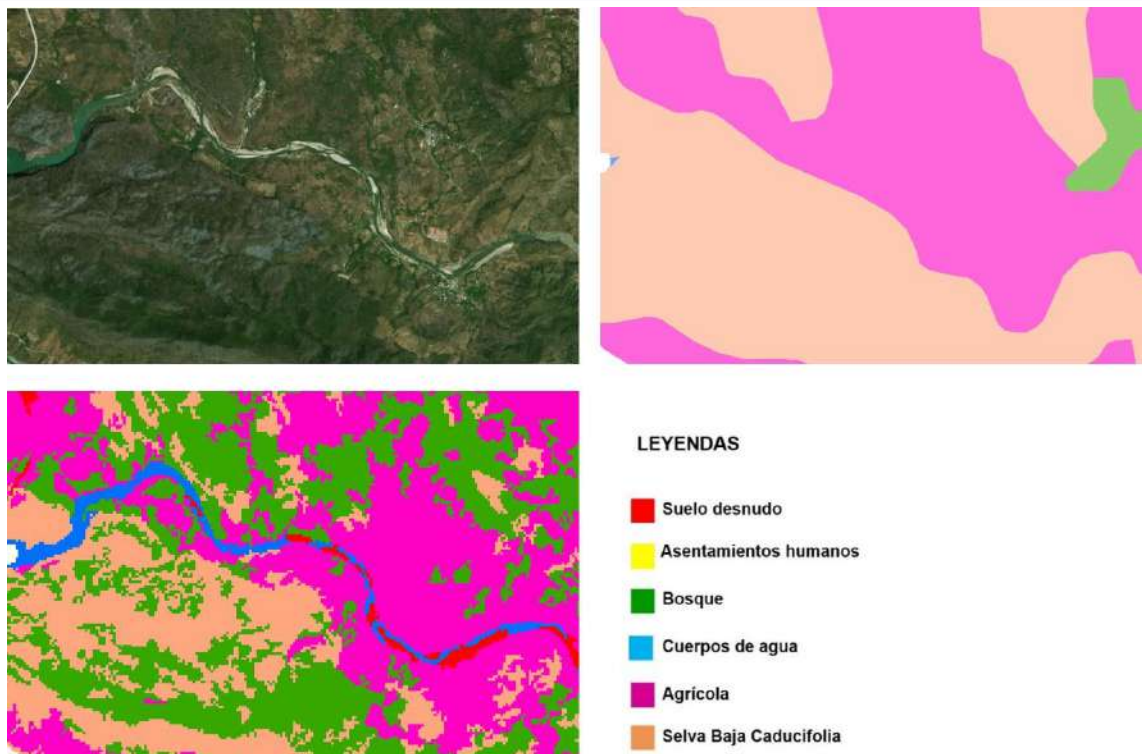 LEYENDAS
Suelo desnudo
Asentamientos humanos
Bosque
Cuerpos de agua
Agrícola
Selva Baja Caducifolia